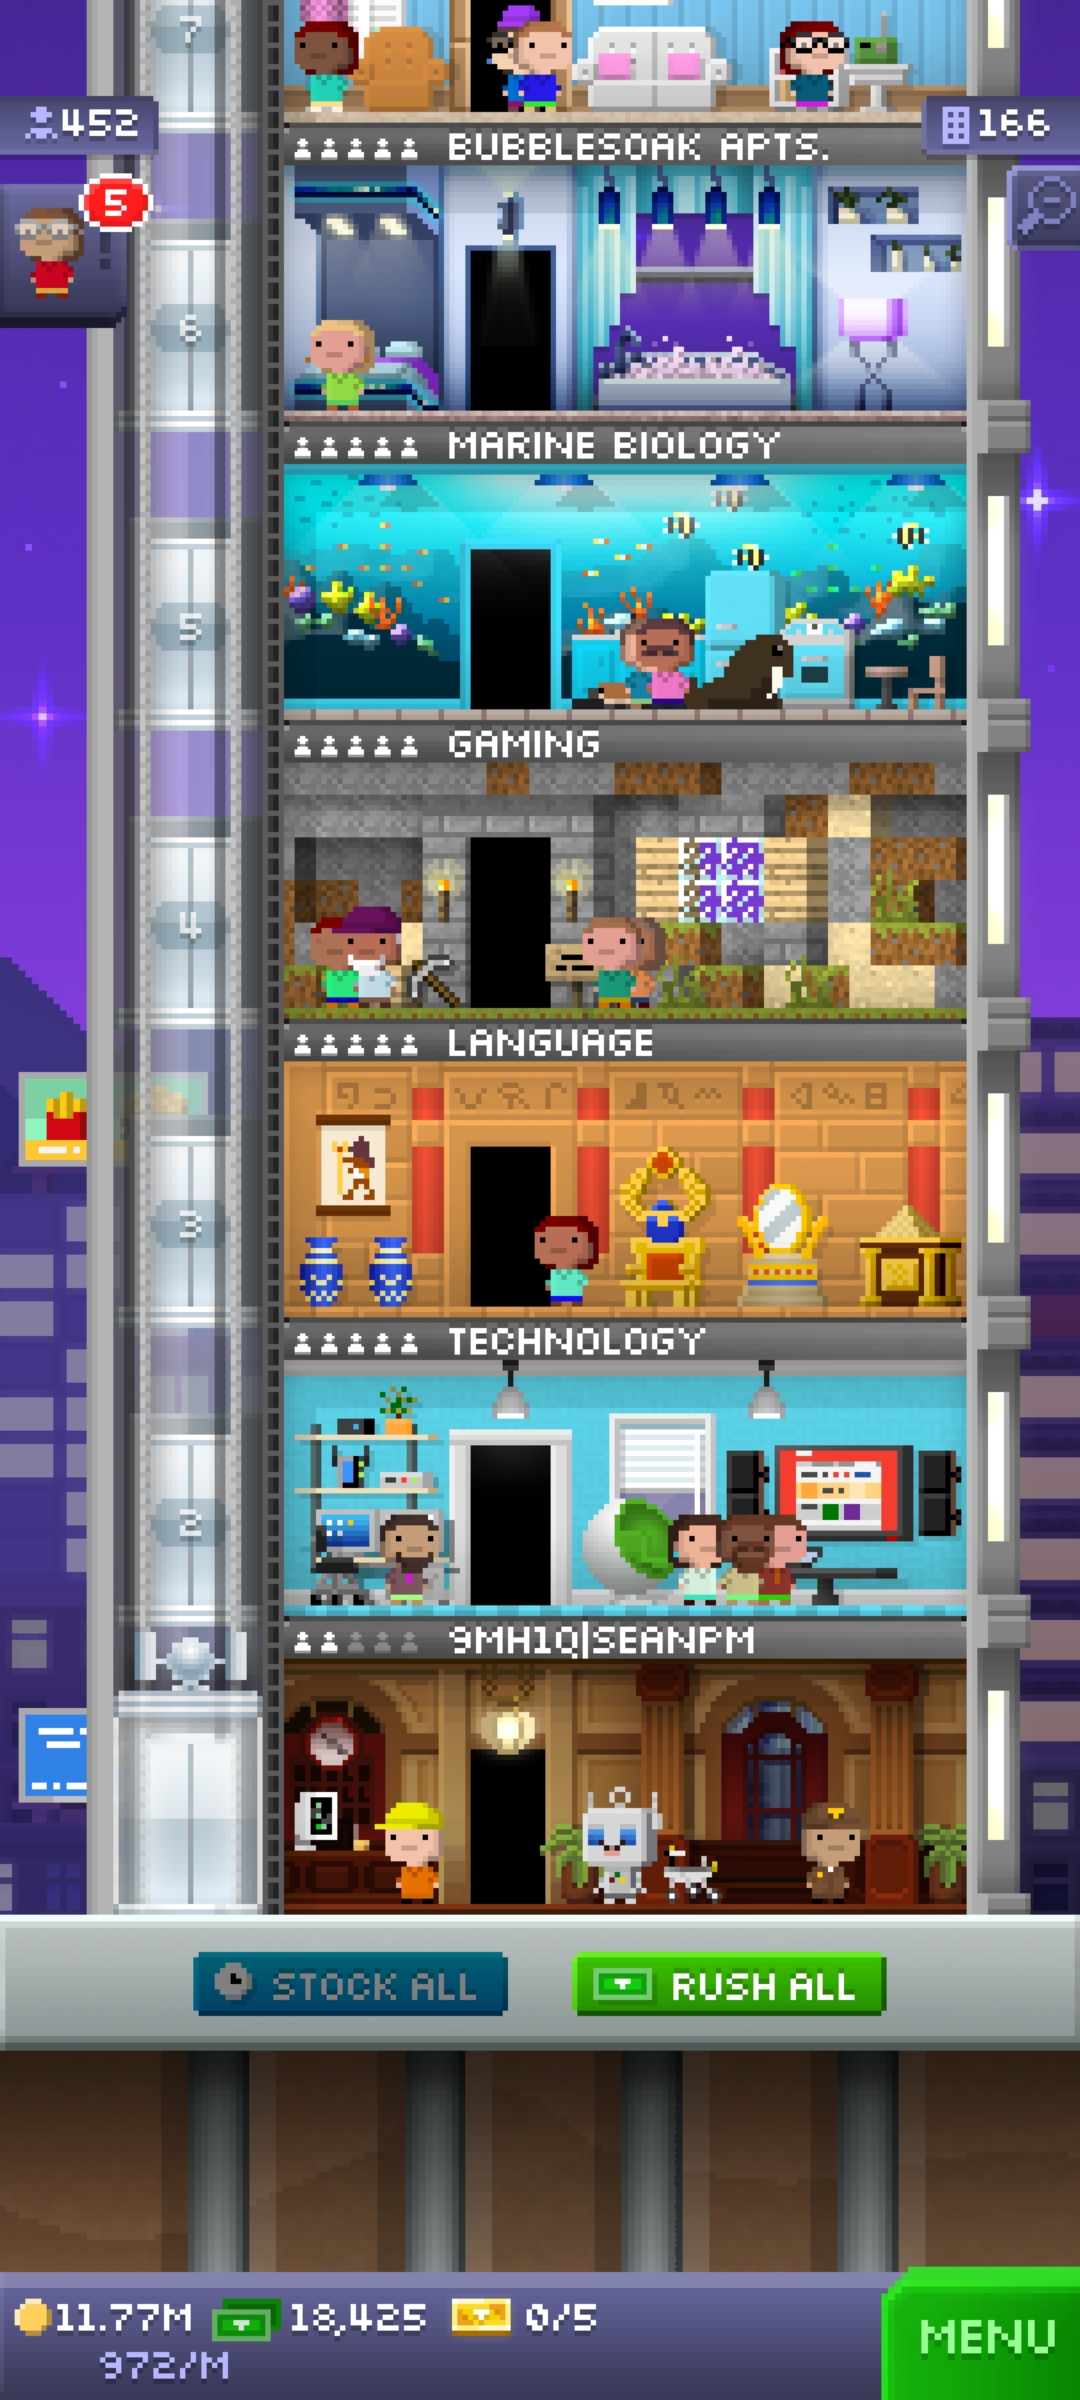 7
452
166
BUBBLESOAK APTS.
5
6
MARINE BIOLOGY
5
GAMING
4
LANGUAGE
3
TECHNOLOGY
2
9MH1Q|SEANPM
STOCK ALL
RUSH ALL
11.77M
18,425
0/5
MENU
972/M